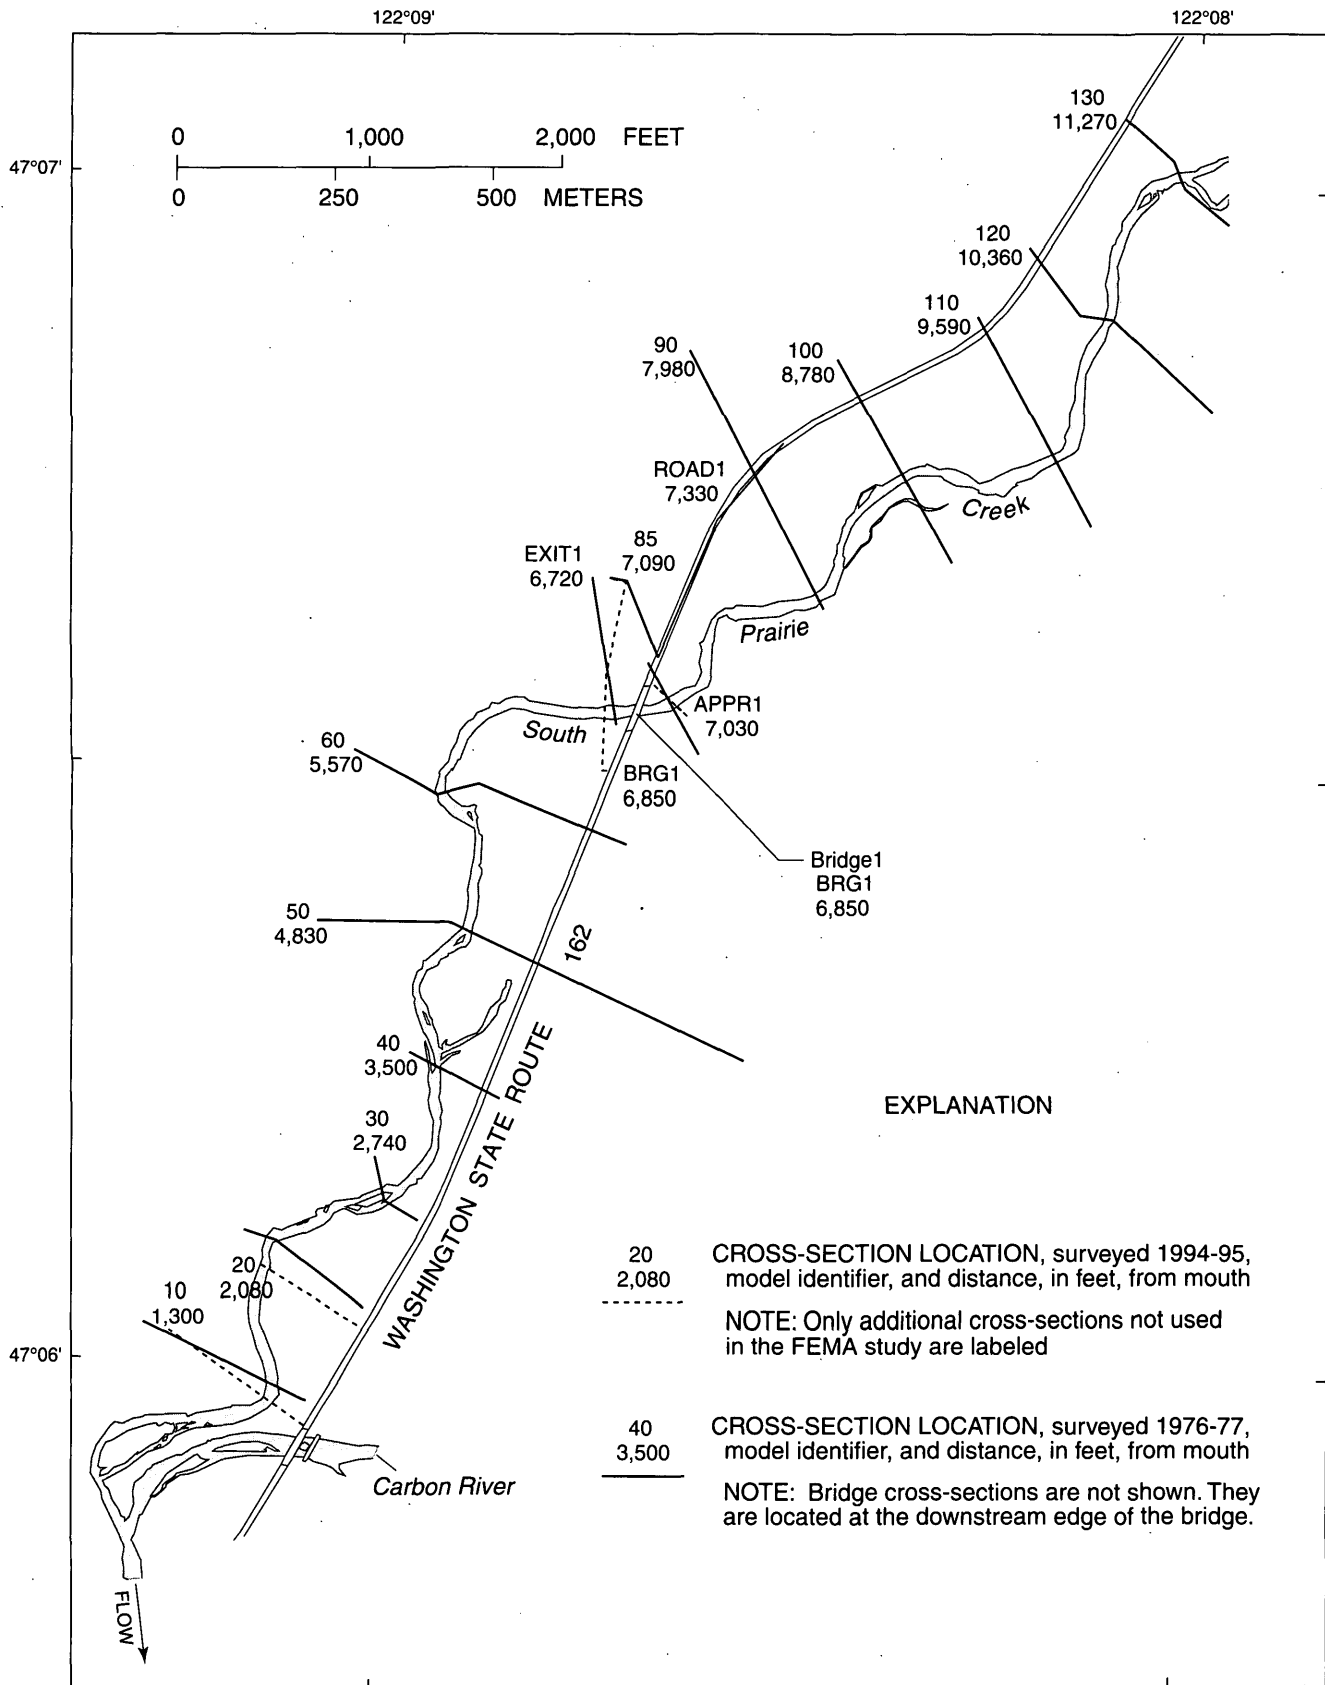 122°09'
122°08'
130
11,270
0 1,000 2,000 FEET
47°07'
0 250 500 METERS
120
10,360
110
9,590
90
7,980
100
8,780
ROAD1
7,330
Creek
85
7,090
EXIT1
6,720
Prairie
APPR1
7,030
South
60
5,570
BRG1
6,850
Bridge1
BRG1
6,850
50
4,830
162
40
3,500
WASHINGTON STATE ROUTE
EXPLANATION
30
2,740
20
2,080
10
1,300
47°06'
Carbon River
FLOW
20
2,080
CROSS-SECTION LOCATION, surveyed 1994-95,
model identifier, and distance, in feet, from mouth
NOTE: Only additional cross-sections not used
in the FEMA study are labeled
40
3,500
CROSS-SECTION LOCATION, surveyed 1976-77,
model identifier, and distance, in feet, from mouth
NOTE: Bridge cross-sections are not shown. They
are located at the downstream edge of the bridge.